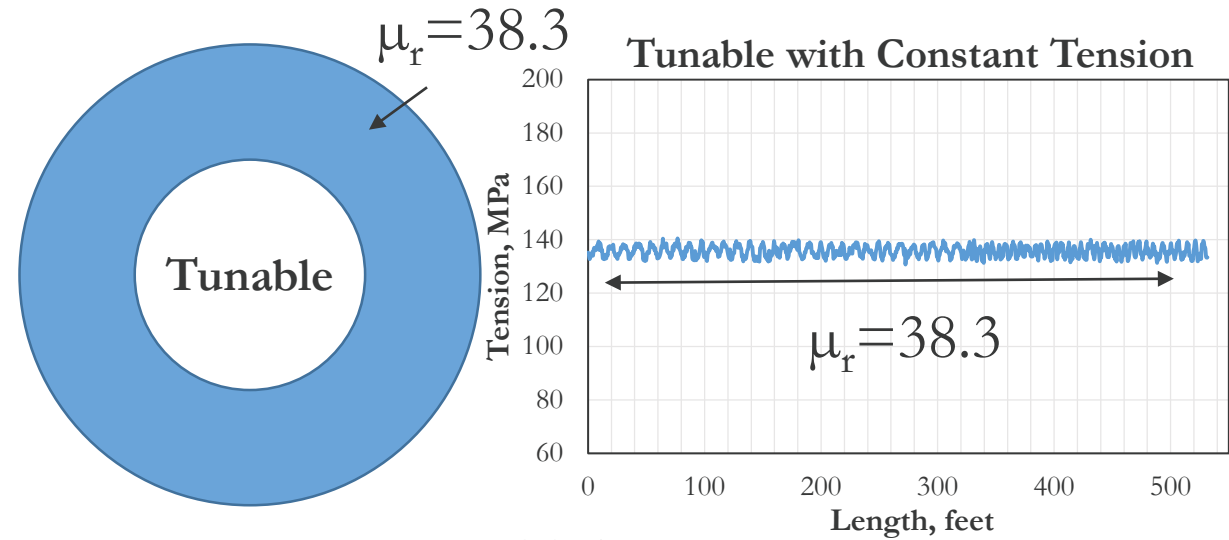 μr=38.3
Tunable
Tunable with Constant Tension
Tension, MPa
200
180
160
140
120
100
80
60
μr=38.3
0 100 200 300 400 500
Length, feet